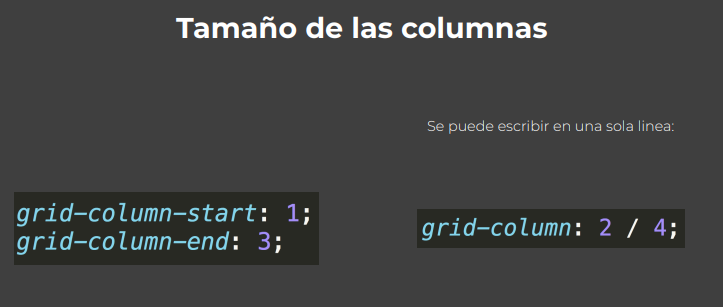 Tamaño de las columnas
Se puede escribir en una sola linea:
grid-column-start: 1;
grid-column-end: 3;
grid-column: 2 / 4;